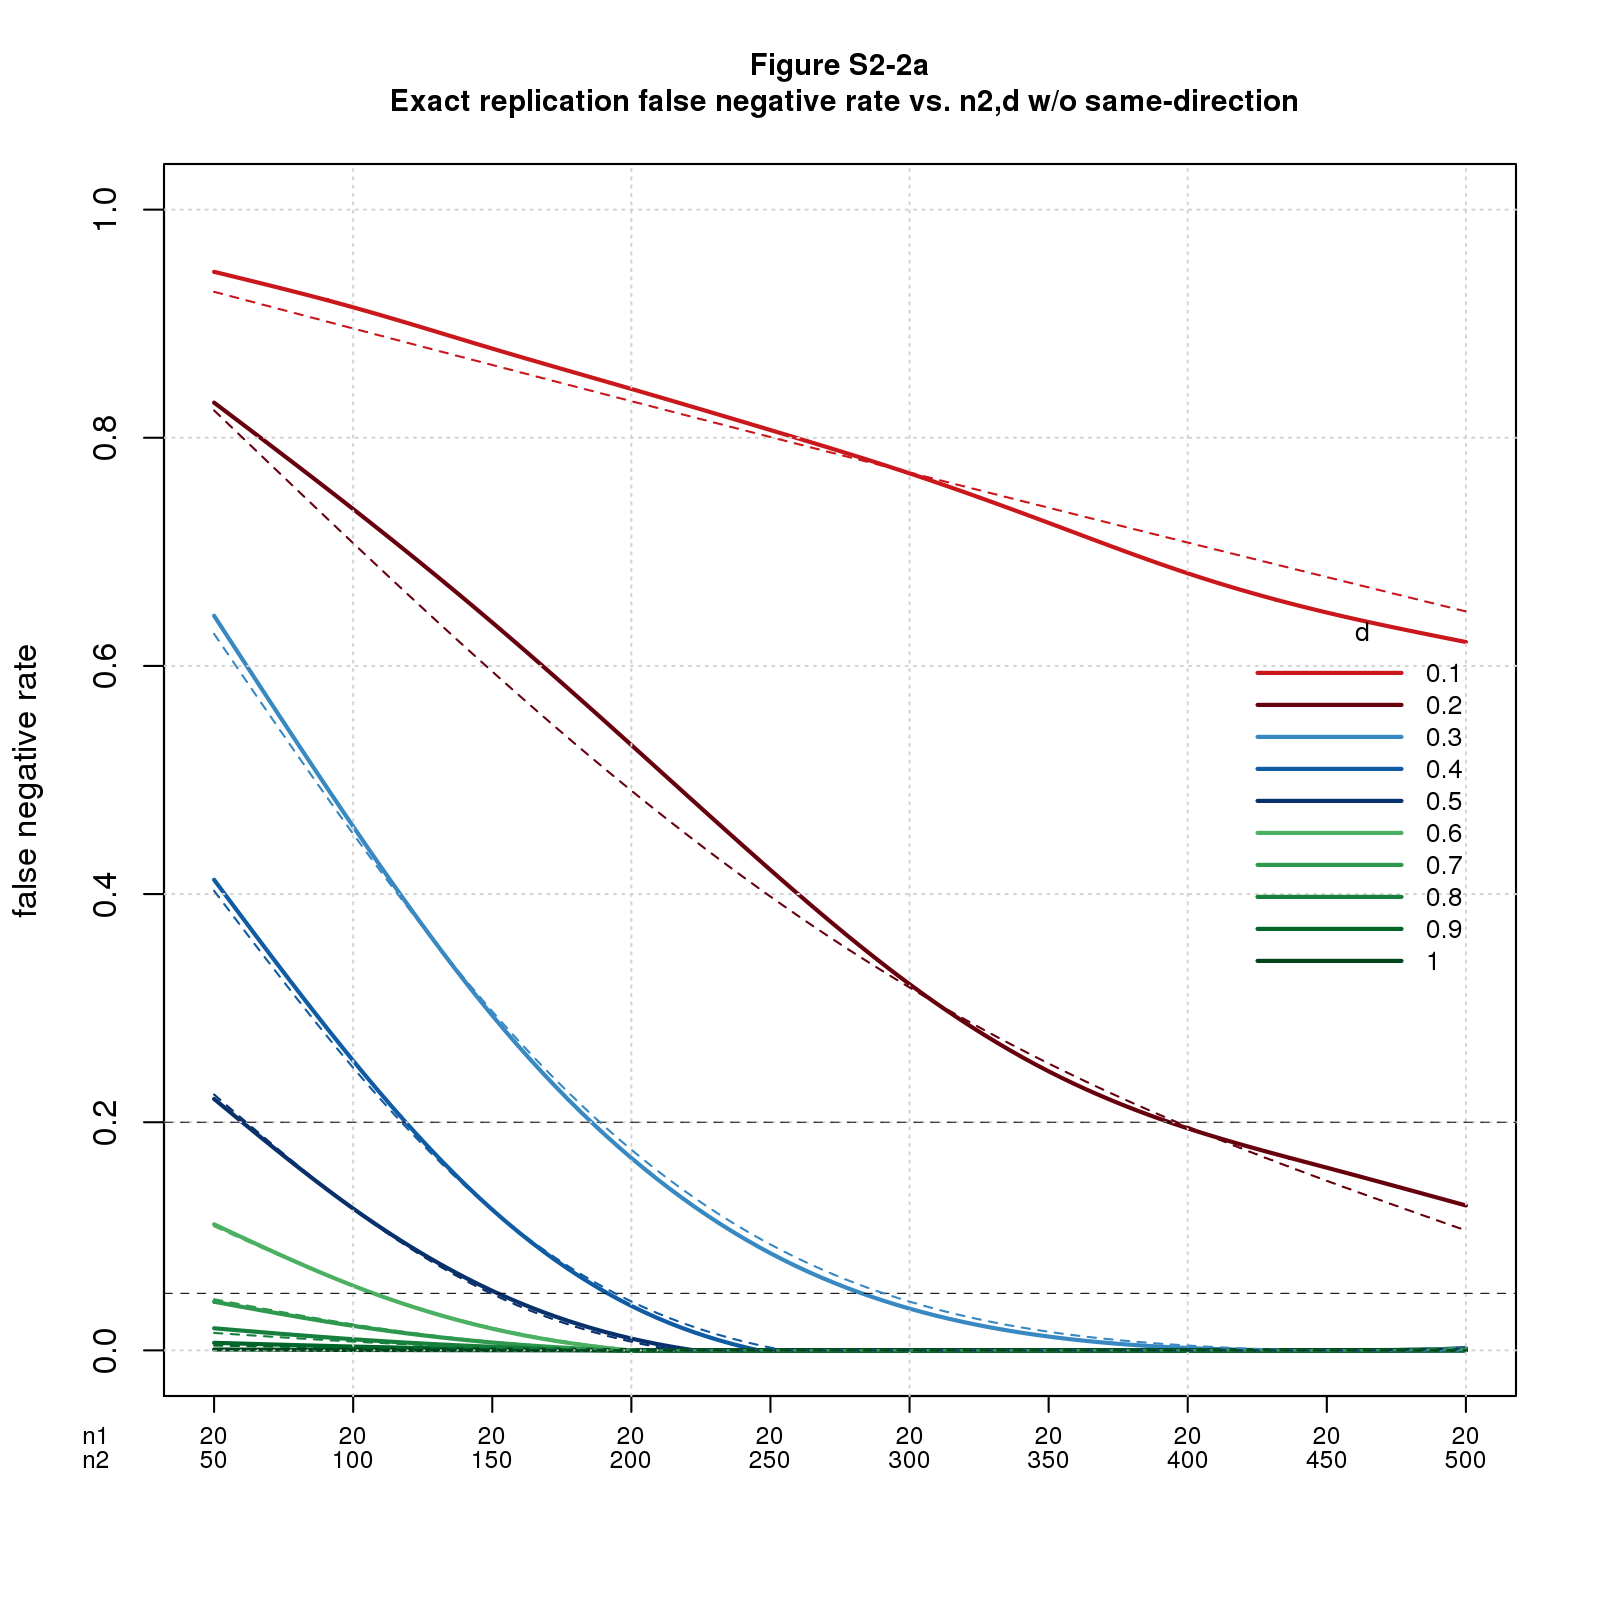 Figure S2-2a
Exact replication false negative rate vs. n2,d w/o same-direction
false negative rate
1.0
0.8
0.6
0.4
0.2
0.0
d
0.1
0.2
0.3
0.4
0.5
0.6
0.7
0.8
0.9
1
n1 20 20 20 20 20 20 20 20 20 20
n2 50 100 150 200 250 300 350 400 450 500